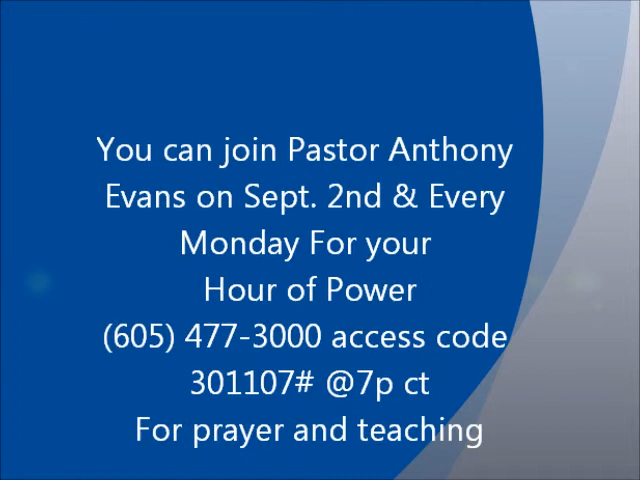 You can join Pastor Anthony
Evans on Sept. 2nd & Every
Monday For your
Hour of Power
(605) 477-3000 access code
301107# @7p ct
For prayer and teaching